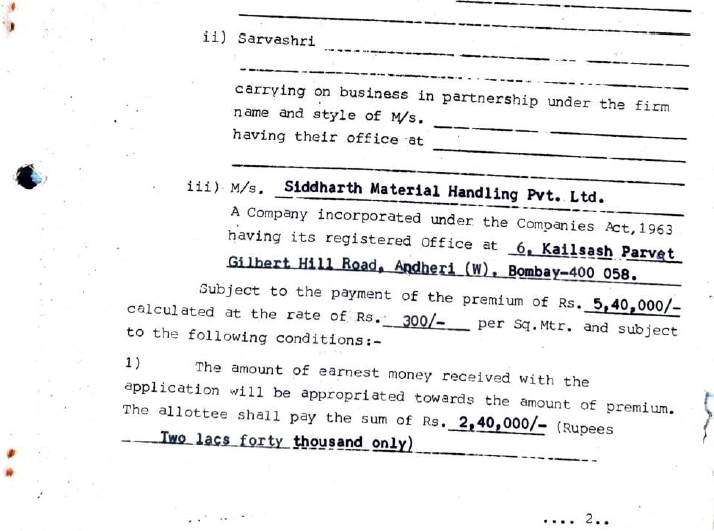 ii) Sarvashri
carrying on business in partnership under the firm
name and style of M/s.
having their office at
iii) M/s. Siddharth Material Handling Pvt. Ltd.
A Company incorporated under the Companies Act,1963
having its registered Office at 6, Kailsash Parvet
Gilbert Hill Road, Andheri (W). Bombay-400 058.
Subject to the payment of the premium of Rs. 5,40,000/-
calculated at the rate of Rs. 300/- per Sq.Mtr. and subject
to the following conditions:-
1) The amount of earnest money received with the
application will be appropriated towards the amount of premium.
The allottee shall pay the sum of Rs. 2,40,000/- (Rupees
Two lacs forty thousand only)
.... 2..